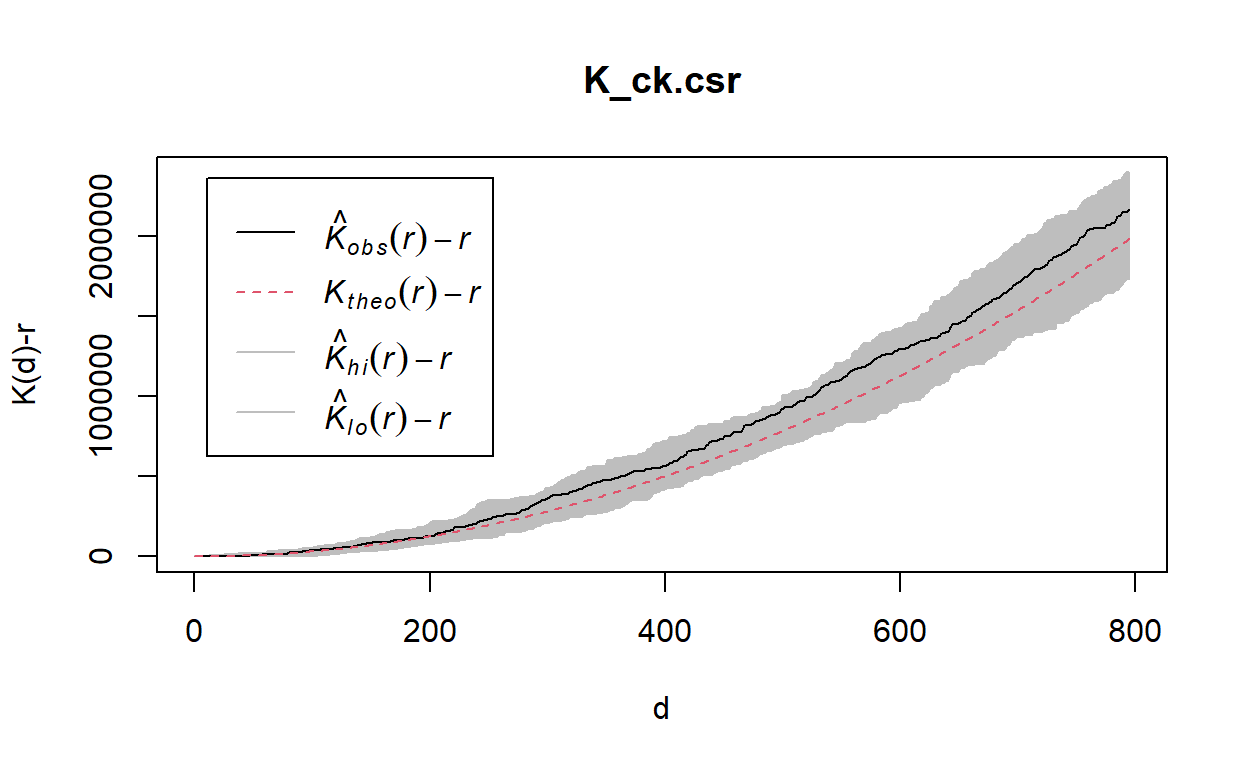 K_ck.csr
K(d)-r
2000000
1000000
0
K̂obs(r) − r
Ktheo(r) − r
K̂hi(r) − r
K̂lo(r) − r
0 200 400 600 800
d